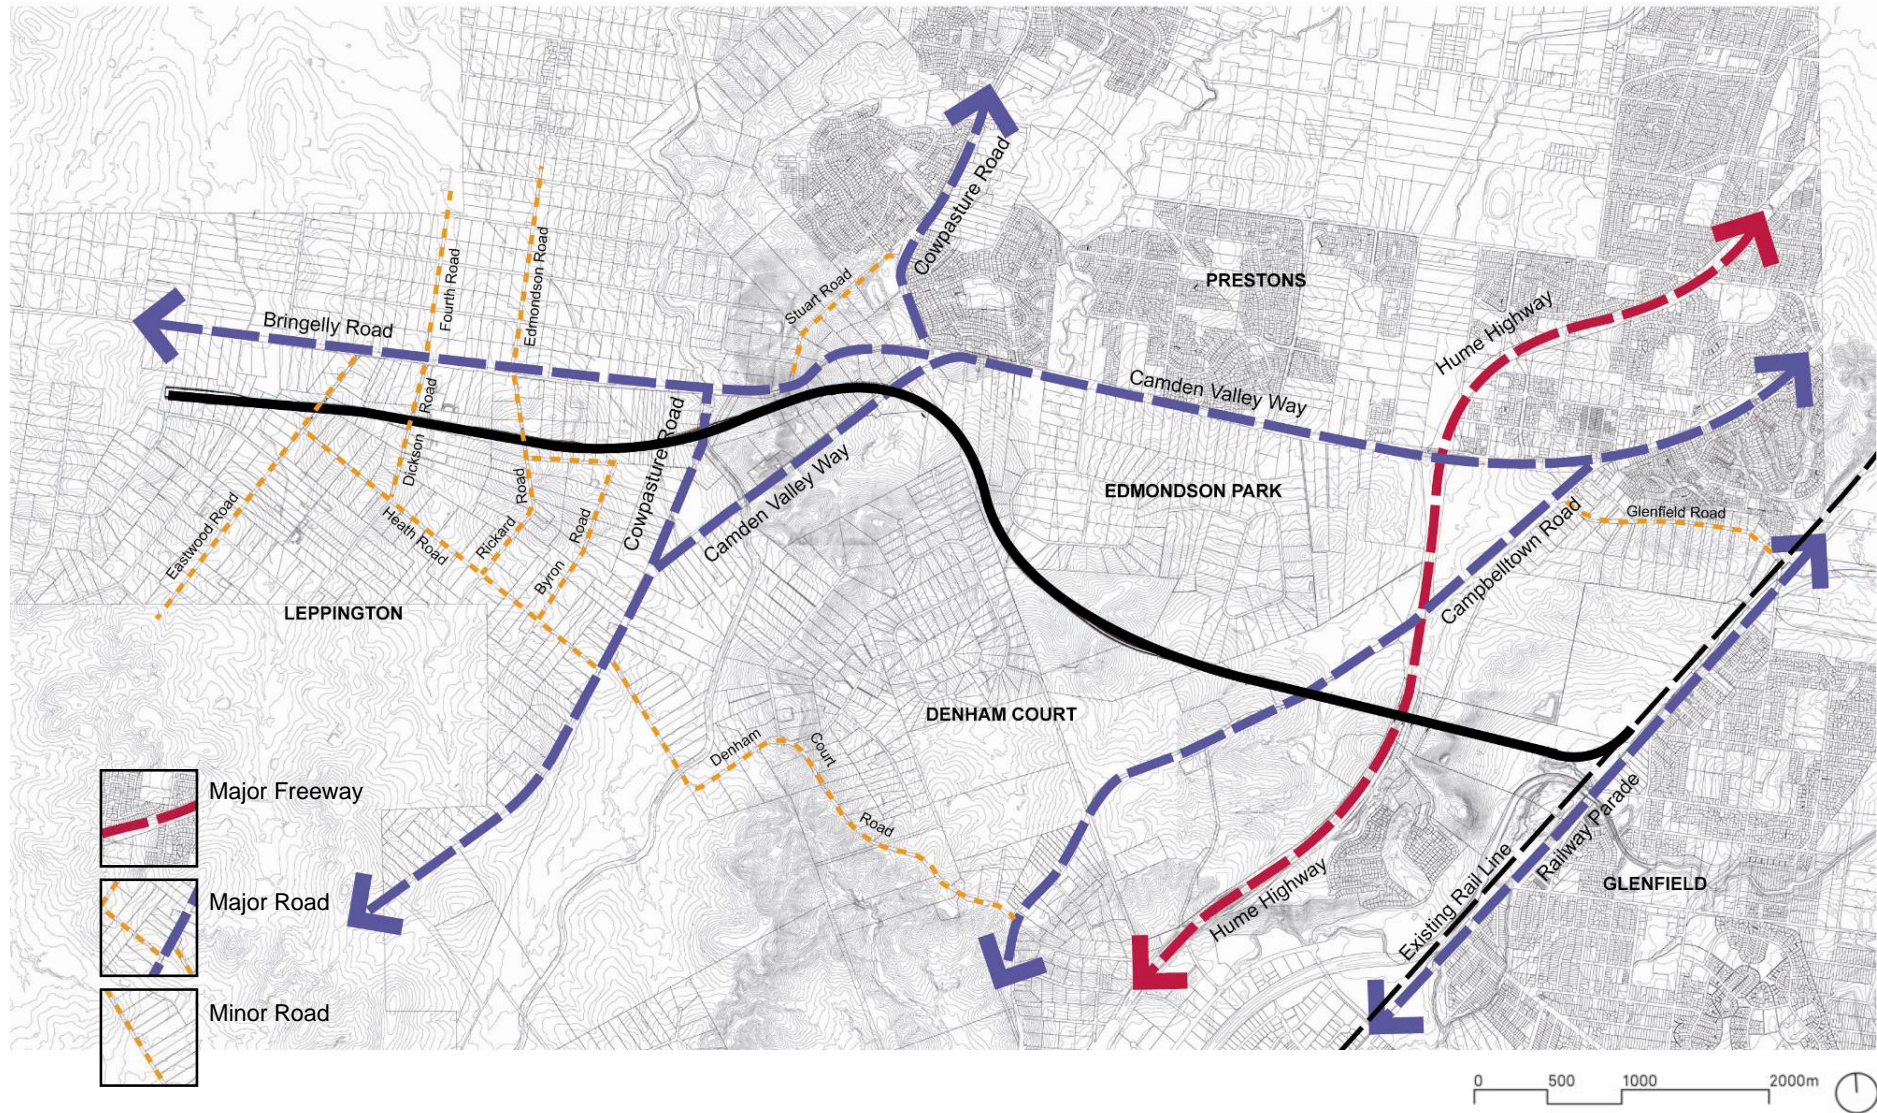 Cowpasture Road
Stuart Road
PRESTONS
Hume Highway
Fourth Road
Edmondson Road
Bringelly Road
Camden Valley Way
Dickson Road
Cowpasture Road
Camden Valley Way
EDMONDSON PARK
Eastwood Road
Heath Road
Rickard Road
Byron Road
Campbelltown Road
Glenfield Road
LEPPINGTON
DENHAM COURT
Denham Court Road
Major Freeway
Railway Parade
Existing Rail Line
Hume Highway
GLENFIELD
Major Road
Minor Road
0 500 1000 2000m